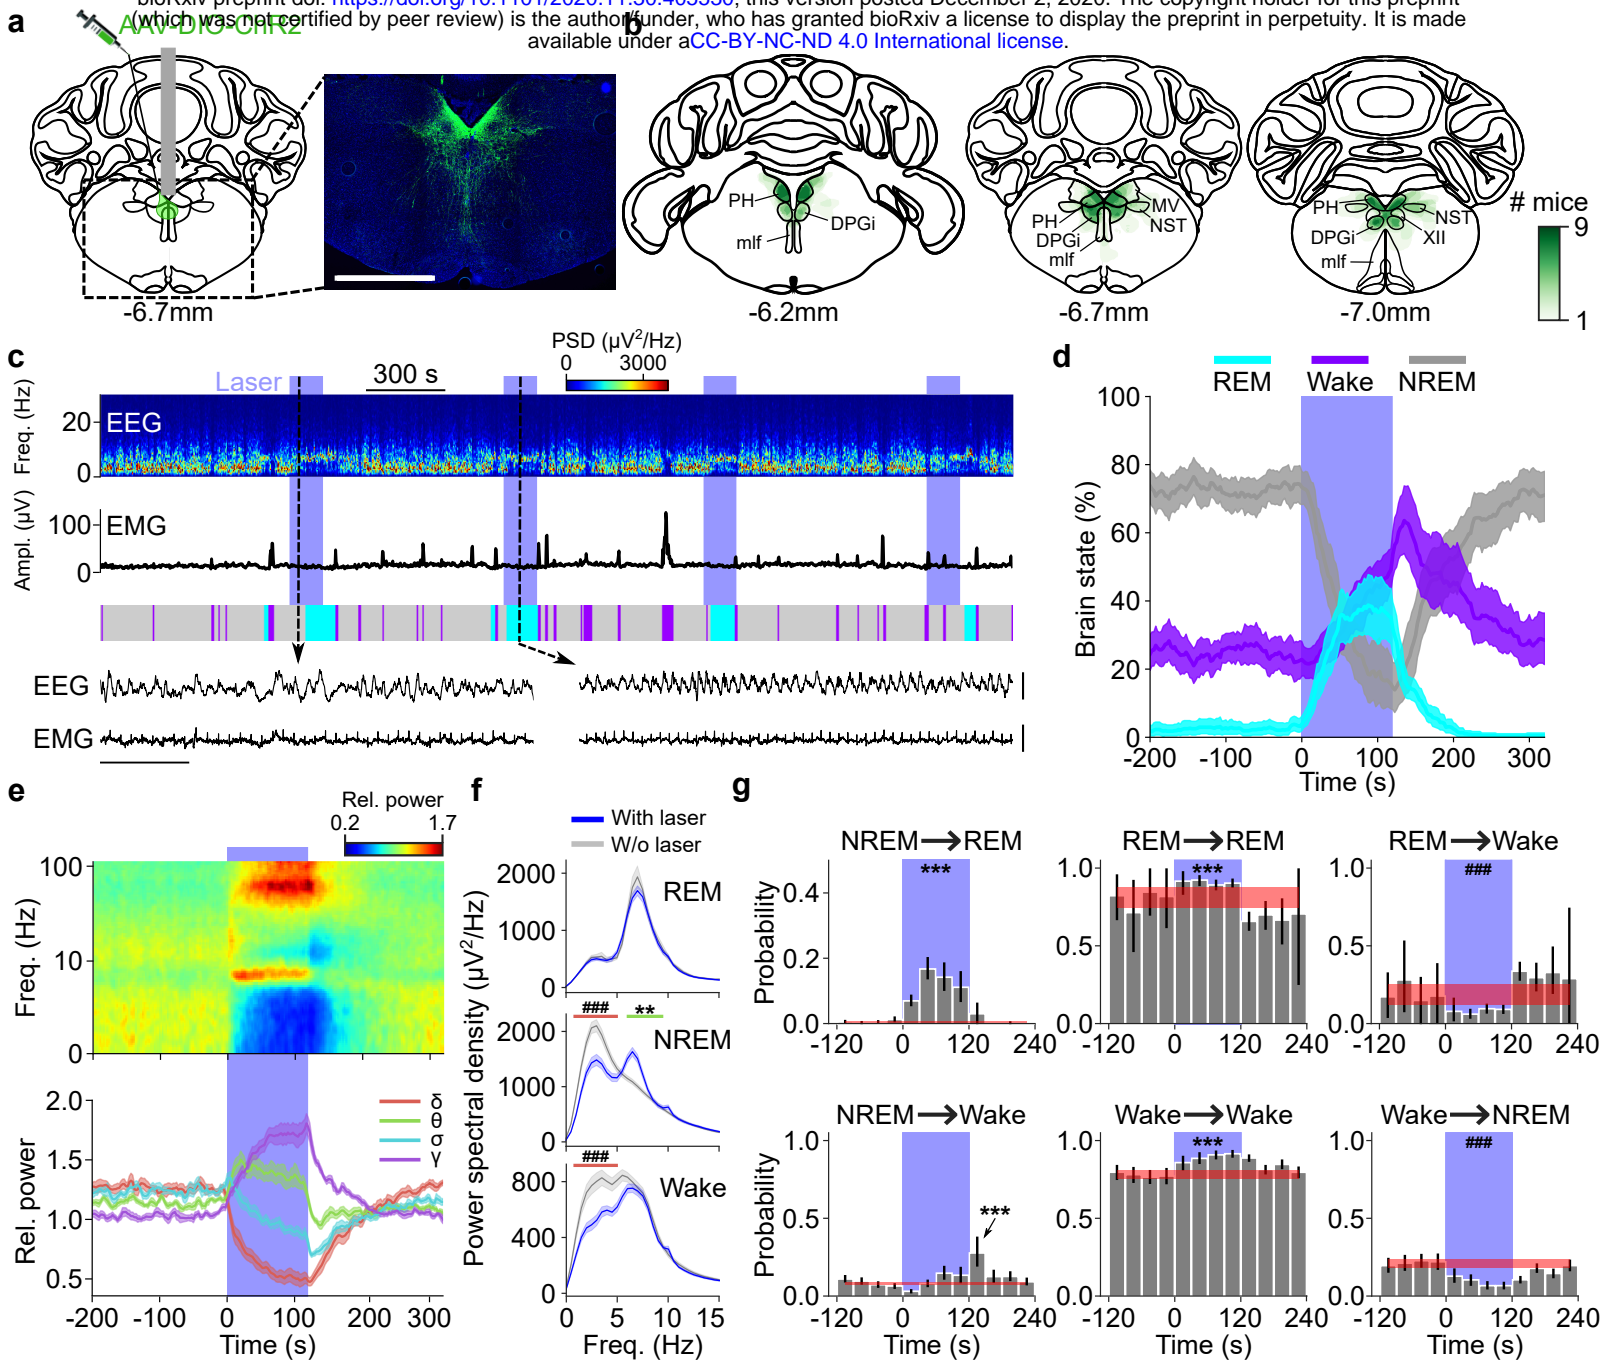 bioRxiv preprint doi: https://doi.org/10.1101/2020.11.30.403956; this version posted December 2, 2020. The copyright holder for this preprint
(which was not certified by peer review) is the author/funder, who has granted bioRxiv a license to display the preprint in perpetuity. It is made
available under aCC-BY-NC-ND 4.0 International license.
a
AAV-DIO-ChR2
-6.7mm
b
PH
DPGi
mlf
-6.2mm
PH
DPGi
mlf
MV
NST
-6.7mm
PH
DPGi
mlf
NST
XII
-7.0mm
# mice
9
1
c
Laser
300 s
PSD (µV²/Hz)
0 3000
Freq. (Hz)
20
0
EEG
Ampl. (µV)
100
0
EMG
EEG
EMG
d
REM Wake NREM
Brain state (%)
100
80
60
40
20
0
-200 -100 0 100 200 300
Time (s)
e
Rel. power
0.2 1.7
Freq. (Hz)
100
10
0
Rel. power
2.0
1.5
1.0
0.5
δ
θ
σ
γ
-200 -100 0 100 200 300
Time (s)
f
With laser
W/o laser
Power spectral density (µV²/Hz)
REM
2000
1000
0
### **
NREM
2000
1000
0
###
Wake
800
400
0
0 5 10 15
Freq. (Hz)
g
NREM→REM
Probability
0.4
0.2
0.0
***
-120 0 120 240
REM→REM
1.0
0.5
0.0
***
-120 0 120 240
REM→Wake
1.0
0.5
0.0
###
-120 0 120 240
NREM→Wake
Probability
1.0
0.5
0.0
***
-120 0 120 240
Time (s)
Wake→Wake
1.0
0.5
0.0
***
-120 0 120 240
Time (s)
Wake→NREM
1.0
0.5
0.0
###
-120 0 120 240
Time (s)